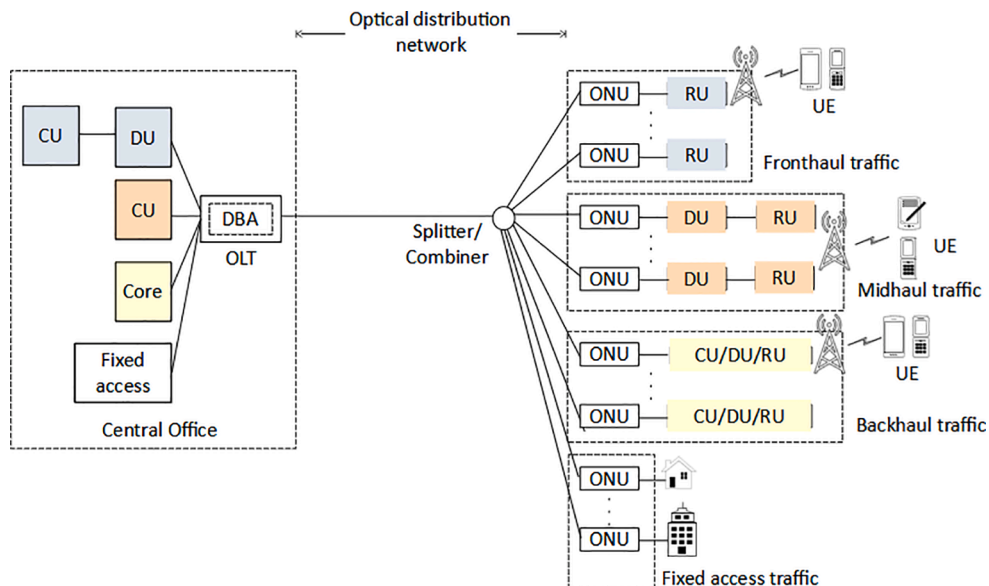 Optical distribution
network
CU
DU
CU
DBA
OLT
Core
Fixed
access
Central Office
Splitter/
Combiner
ONU
RU
UE
ONU
RU
Fronthaul traffic
ONU
DU
RU
UE
ONU
DU
RU
Midhaul traffic
ONU
CU/DU/RU
UE
ONU
CU/DU/RU
Backhaul traffic
ONU
ONU
Fixed access traffic